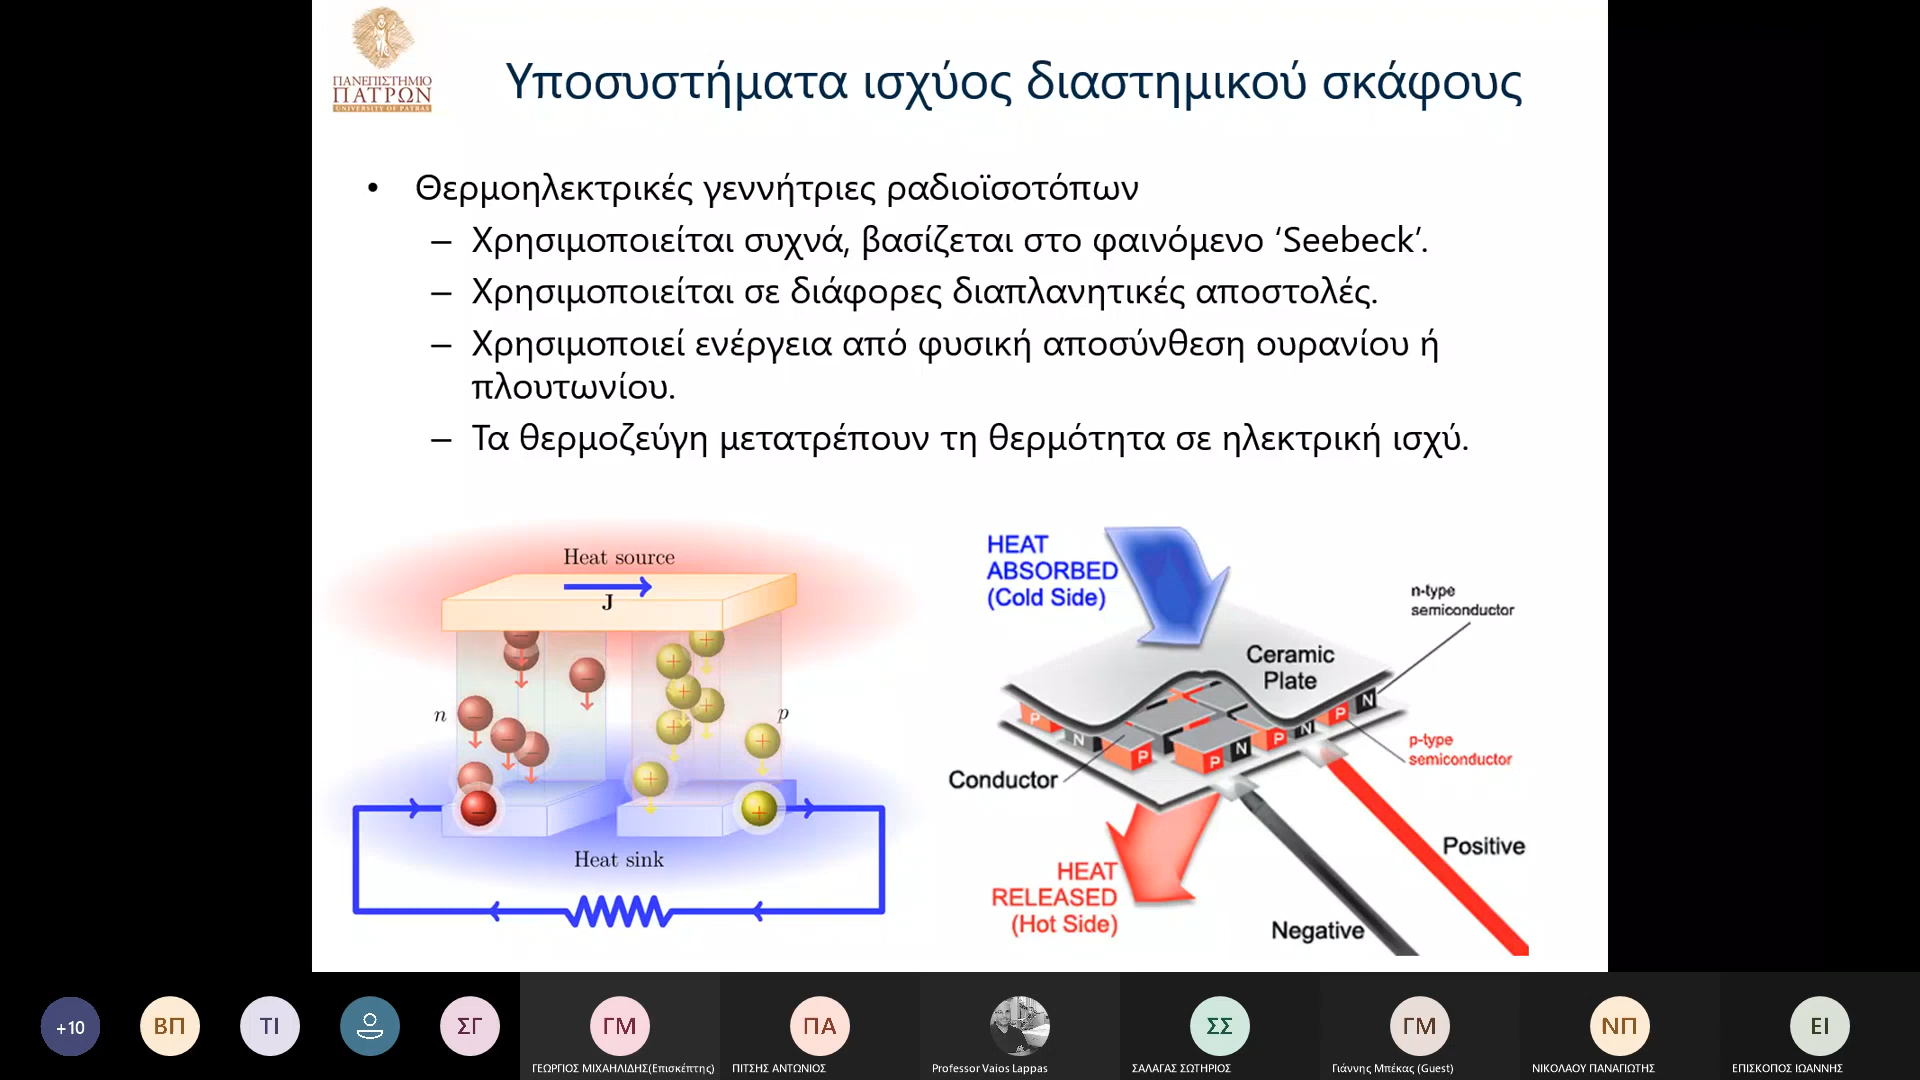 ΠΑΝΕΠΙΣΤΗΜΙΟ
ΠΑΤΡΩΝ
UNIVERSITY OF PATRAS
Υποσυστήματα ισχύος διαστημικού σκάφους
• Θερμοηλεκτρικές γεννήτριες ραδιοϊσοτόπων
– Χρησιμοποιείται συχνά, βασίζεται στο φαινόμενο ‘Seebeck’.
– Χρησιμοποιείται σε διάφορες διαπλανητικές αποστολές.
– Χρησιμοποιεί ενέργεια από φυσική αποσύνθεση ουρανίου ή
πλουτωνίου.
– Τα θερμοζεύγη μετατρέπουν τη θερμότητα σε ηλεκτρική ισχύ.
Heat source
J
n
p
Heat sink
HEAT
ABSORBED
(Cold Side)
n-type
semiconductor
Ceramic
Plate
P
N
P
P
N
P
N
P
N
p-type
semiconductor
Conductor
Positive
HEAT
RELEASED
(Hot Side)
Negative
+10
ΒΠ
ΤΙ
ΣΓ
ΓΜ
ΠΑ
ΣΣ
ΓΜ
ΝΠ
ΕΙ
ΓΕΩΡΓΙΟΣ ΜΙΧΑΗΛΙΔΗΣ(Επισκέπτης)
ΠΙΤΣΗΣ ΑΝΤΩΝΙΟΣ
Professor Vaios Lappas
ΣΑΛΑΓΑΣ ΣΩΤΗΡΙΟΣ
Γιάννης Μπέκας (Guest)
ΝΙΚΟΛΑΟΥ ΠΑΝΑΓΙΩΤΗΣ
ΕΠΙΣΚΟΠΟΣ ΙΩΑΝΝΗΣ